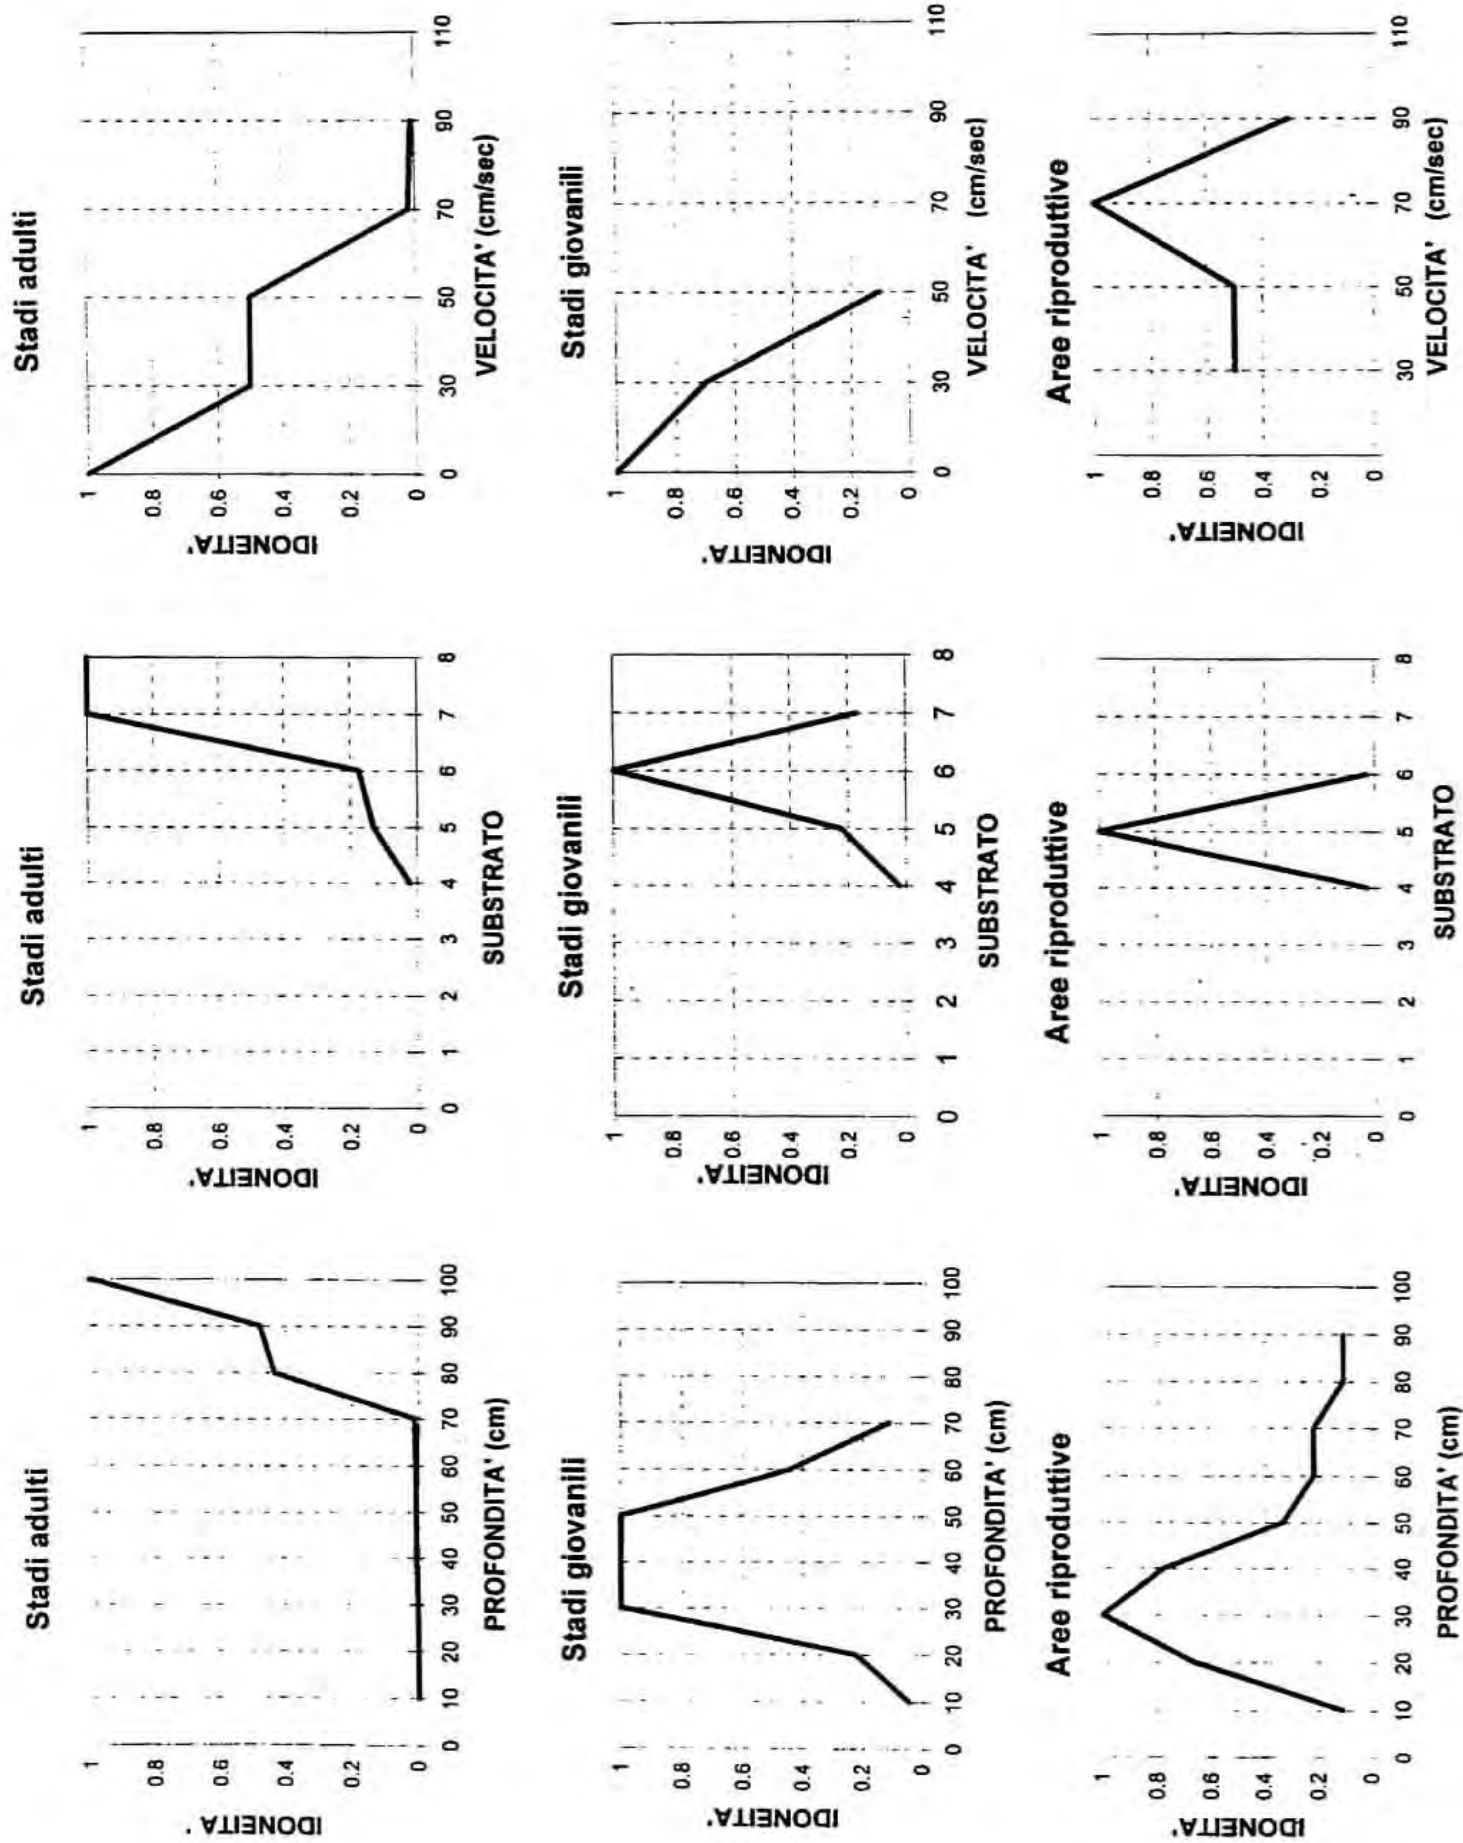 Stadi adulti
IDONEITA'
1
0.8
0.6
0.4
0.2
0
0 10 20 30 40 50 60 70 80 90 100
PROFONDITA' (cm)
Stadi adulti
IDONEITA'
1
0.8
0.6
0.4
0.2
0
0 1 2 3 4 5 6 7 8
SUBSTRATO
Stadi adulti
IDONEITA'
1
0.8
0.6
0.4
0.2
0
0 30 50 70 90 110
VELOCITA' (cm/sec)
Stadi giovanili
IDONEITA'
1
0.8
0.6
0.4
0.2
0
0 10 20 30 40 50 60 70 80 90 100
PROFONDITA' (cm)
Stadi giovanili
IDONEITA'
1
0.8
0.6
0.4
0.2
0
0 1 2 3 4 5 6 7 8
SUBSTRATO
Stadi giovanili
IDONEITA'
1
0.8
0.6
0.4
0.2
0
0 30 50 70 90 110
VELOCITA' (cm/sec)
Aree riproduttive
IDONEITA'
1
0.8
0.6
0.4
0.2
0
0 10 20 30 40 50 60 70 80 90 100
PROFONDITA' (cm)
Aree riproduttive
IDONEITA'
1
0.8
0.6
0.4
0.2
0
0 1 2 3 4 5 6 7 8
SUBSTRATO
Aree riproduttive
IDONEITA'
1
0.8
0.6
0.4
0.2
0
30 50 70 90 110
VELOCITA' (cm/sec)